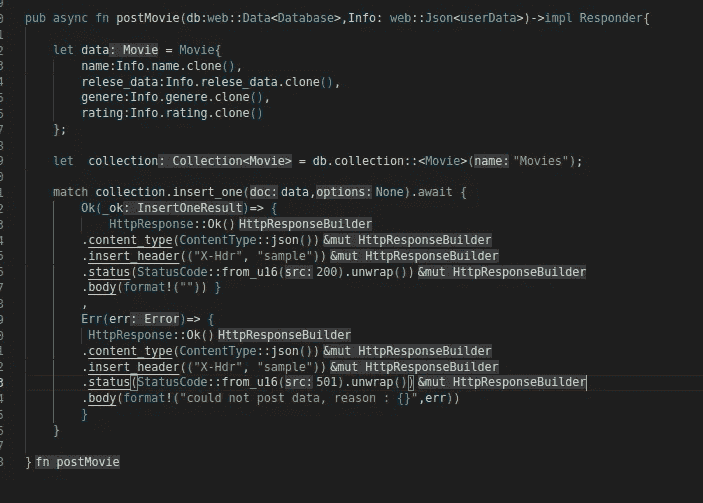 pub async fn postMovie(db:web::Data<Database>,Info: web::Json<userData>)->impl Responder{
let data: Movie = Movie{
name:Info.name.clone(),
relese_data:Info.relese_data.clone(),
genere:Info.genere.clone(),
rating:Info.rating.clone()
};
let collection: Collection<Movie> = db.collection::<Movie>(name: "Movies");
match collection.insert_one(doc: data,options: None).await {
Ok(_ok: InsertOneResult)=> {
HttpResponse::Ok() HttpResponseBuilder
.content_type(ContentType::json()) &mut HttpResponseBuilder
.insert_header(("X-Hdr", "sample")) &mut HttpResponseBuilder
.status(StatusCode::from_u16(src: 200).unwrap()) &mut HttpResponseBuilder
.body(format!("")) }
,
Err(err: Error)=> {
HttpResponse::Ok() HttpResponseBuilder
.content_type(ContentType::json()) &mut HttpResponseBuilder
.insert_header(("X-Hdr", "sample")) &mut HttpResponseBuilder
.status(StatusCode::from_u16(src: 501).unwrap()) &mut HttpResponseBuilder
.body(format!("could not post data, reason : {}",err))
}
}
} fn postMovie